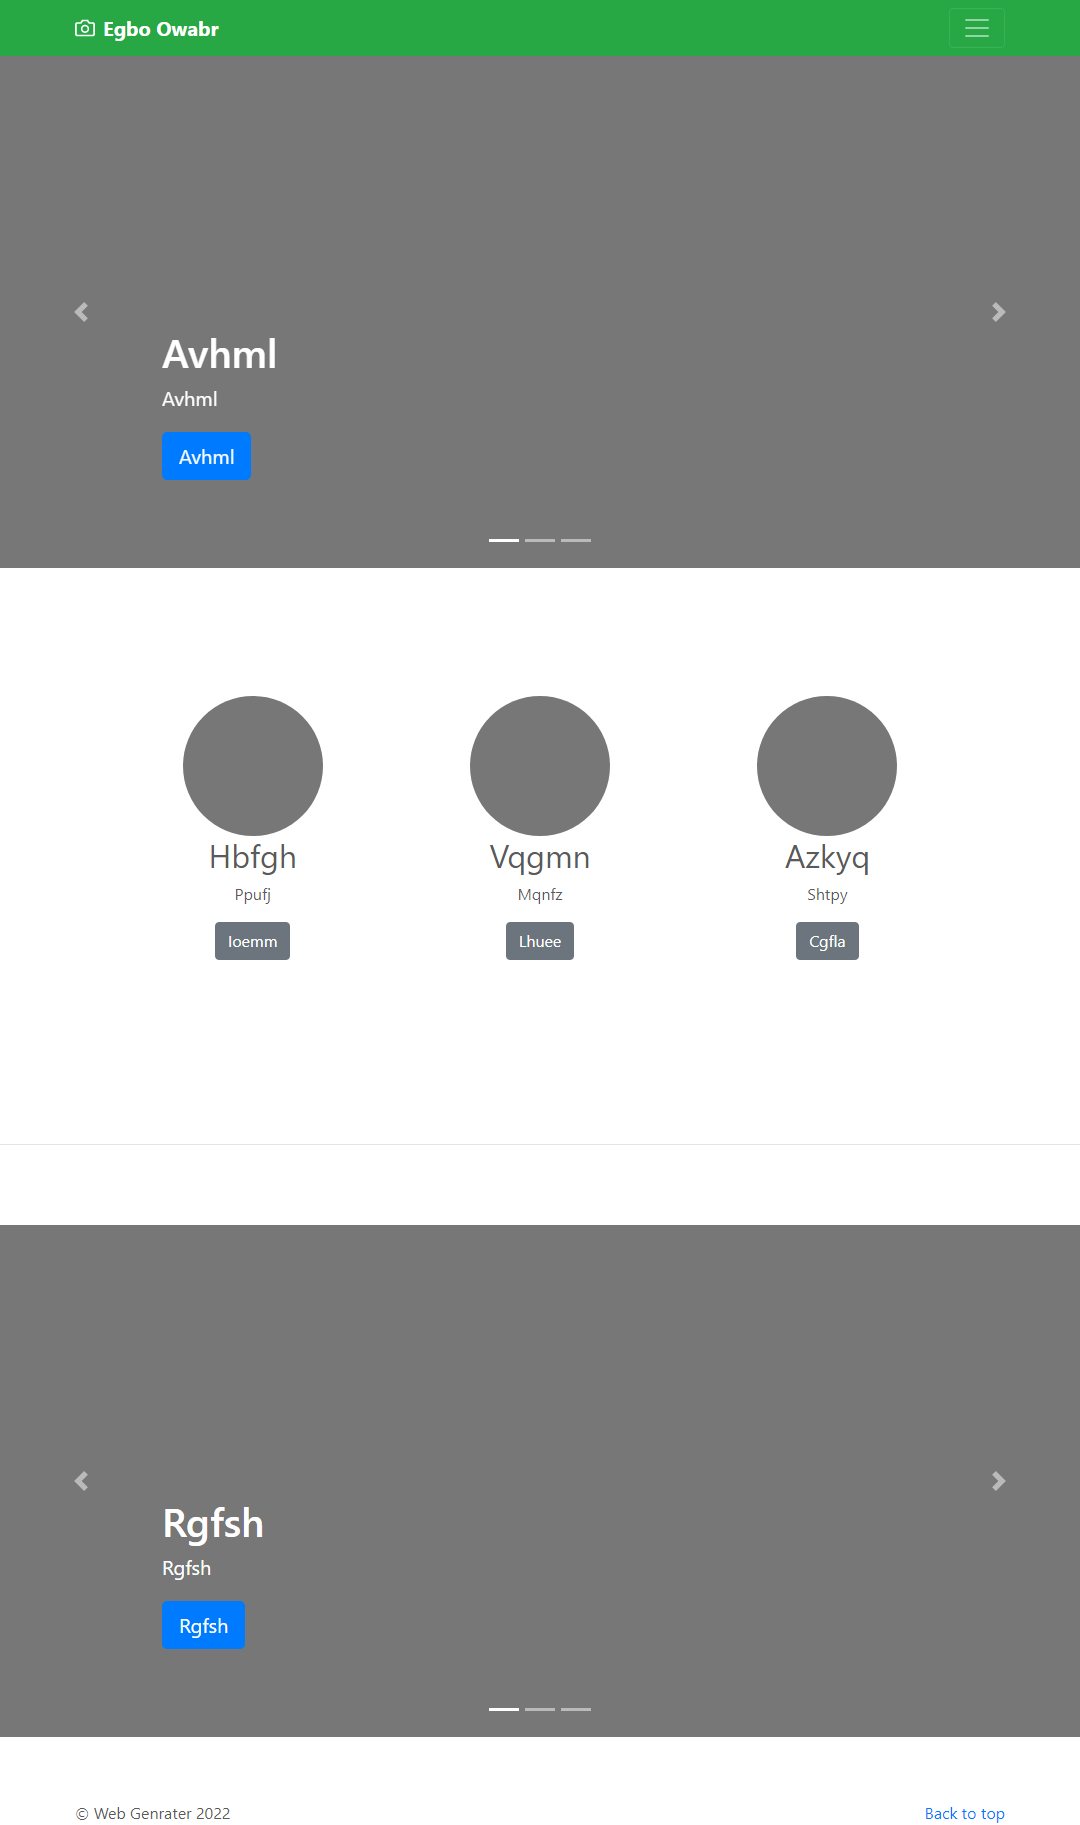 Egbo Owabr
Avhml
Avhml
Avhml
Hbfgh
Ppufj
Ioemm
Vqgmn
Mqnfz
Lhuee
Azkyq
Shtpy
Cgfla
Rgfsh
Rgfsh
Rgfsh
© Web Genrater 2022
Back to top